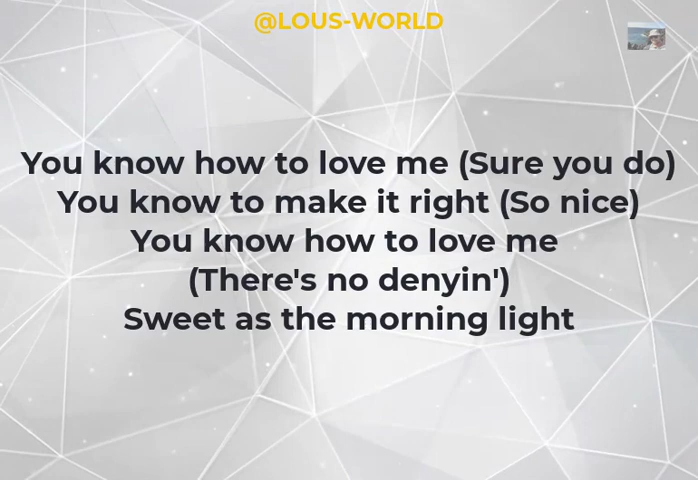 @LOUS-WORLD
You know how to love me (Sure you do)
You know to make it right (So nice)
You know how to love me
(There's no denyin')
Sweet as the morning light